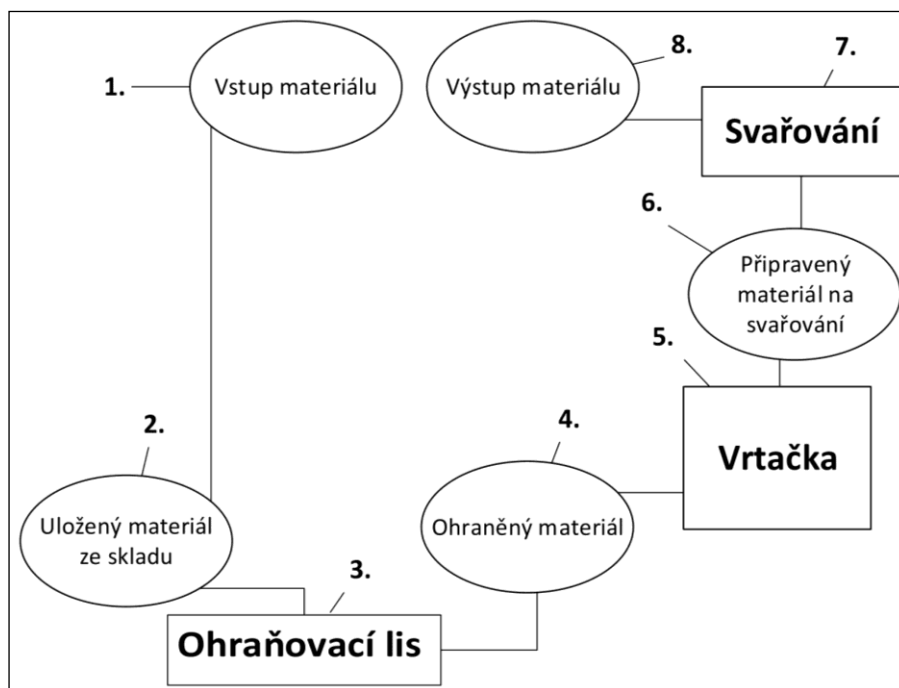 1.
Vstup materiálu
Výstup materiálu
8.
7.
Svařování
6.
Připravený
materiál na
svařování
5.
Vrtačka
4.
Ohraněný materiál
2.
Uložený materiál
ze skladu
3.
Ohraňovací lis